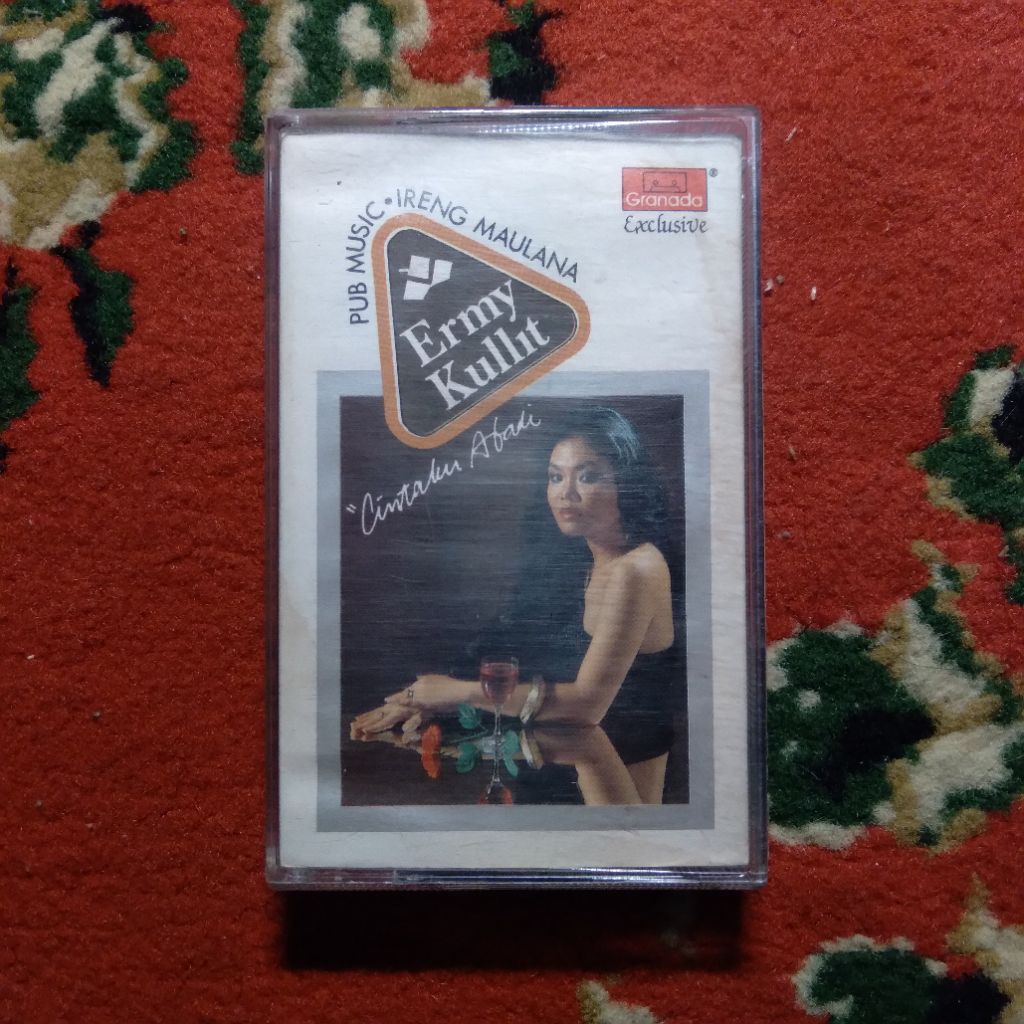 PUB MUSIC • IRENG MAULANA
Granada®
Exclusive
Ermy
Kullit
"Cintaku Abadi